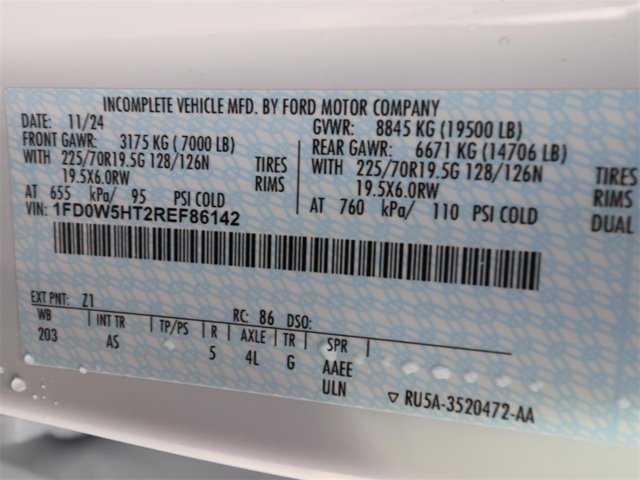 INCOMPLETE VEHICLE MFD. BY FORD MOTOR COMPANY
DATE: 11/24 GVWR: 8845 KG (19500 LB)
FRONT GAWR: 3175 KG ( 7000 LB) REAR GAWR: 6671 KG (14706 LB)
WITH 225/70R19.5G 128/126N TIRES WITH 225/70R19.5G 128/126N TIRES
19.5X6.0RW RIMS 19.5X6.0RW RIMS
AT 655 kPa/ 95 PSI COLD AT 760 kPa/ 110 PSI COLD DUAL
VIN: 1FD0W5HT2REF86142
EXT PNT: Z1 RC: 86 DSO:
WB INT TR TP/PS R AXLE TR SPR
203 AS 5 4L G AAEE
ULN ▽ RU5A-3520472-AA